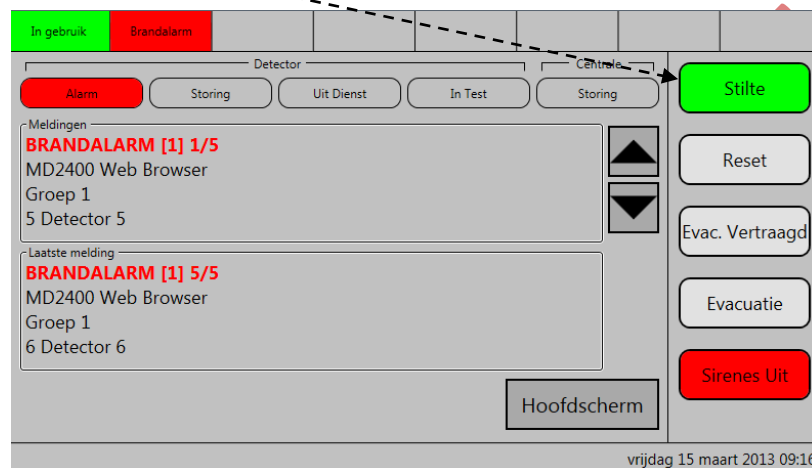 In gebruik
Brandalarm
Detector
Centrale
Alarm
Storing
Uit Dienst
In Test
Storing
Meldingen
BRANDALARM [1] 1/5
MD2400 Web Browser
Groep 1
5 Detector 5
Laatste melding
BRANDALARM [1] 5/5
MD2400 Web Browser
Groep 1
6 Detector 6
Hoofdscherm
Stilte
Reset
Evac. Vertraagd
Evacuatie
Sirenes Uit
vrijdag 15 maart 2013 09:16